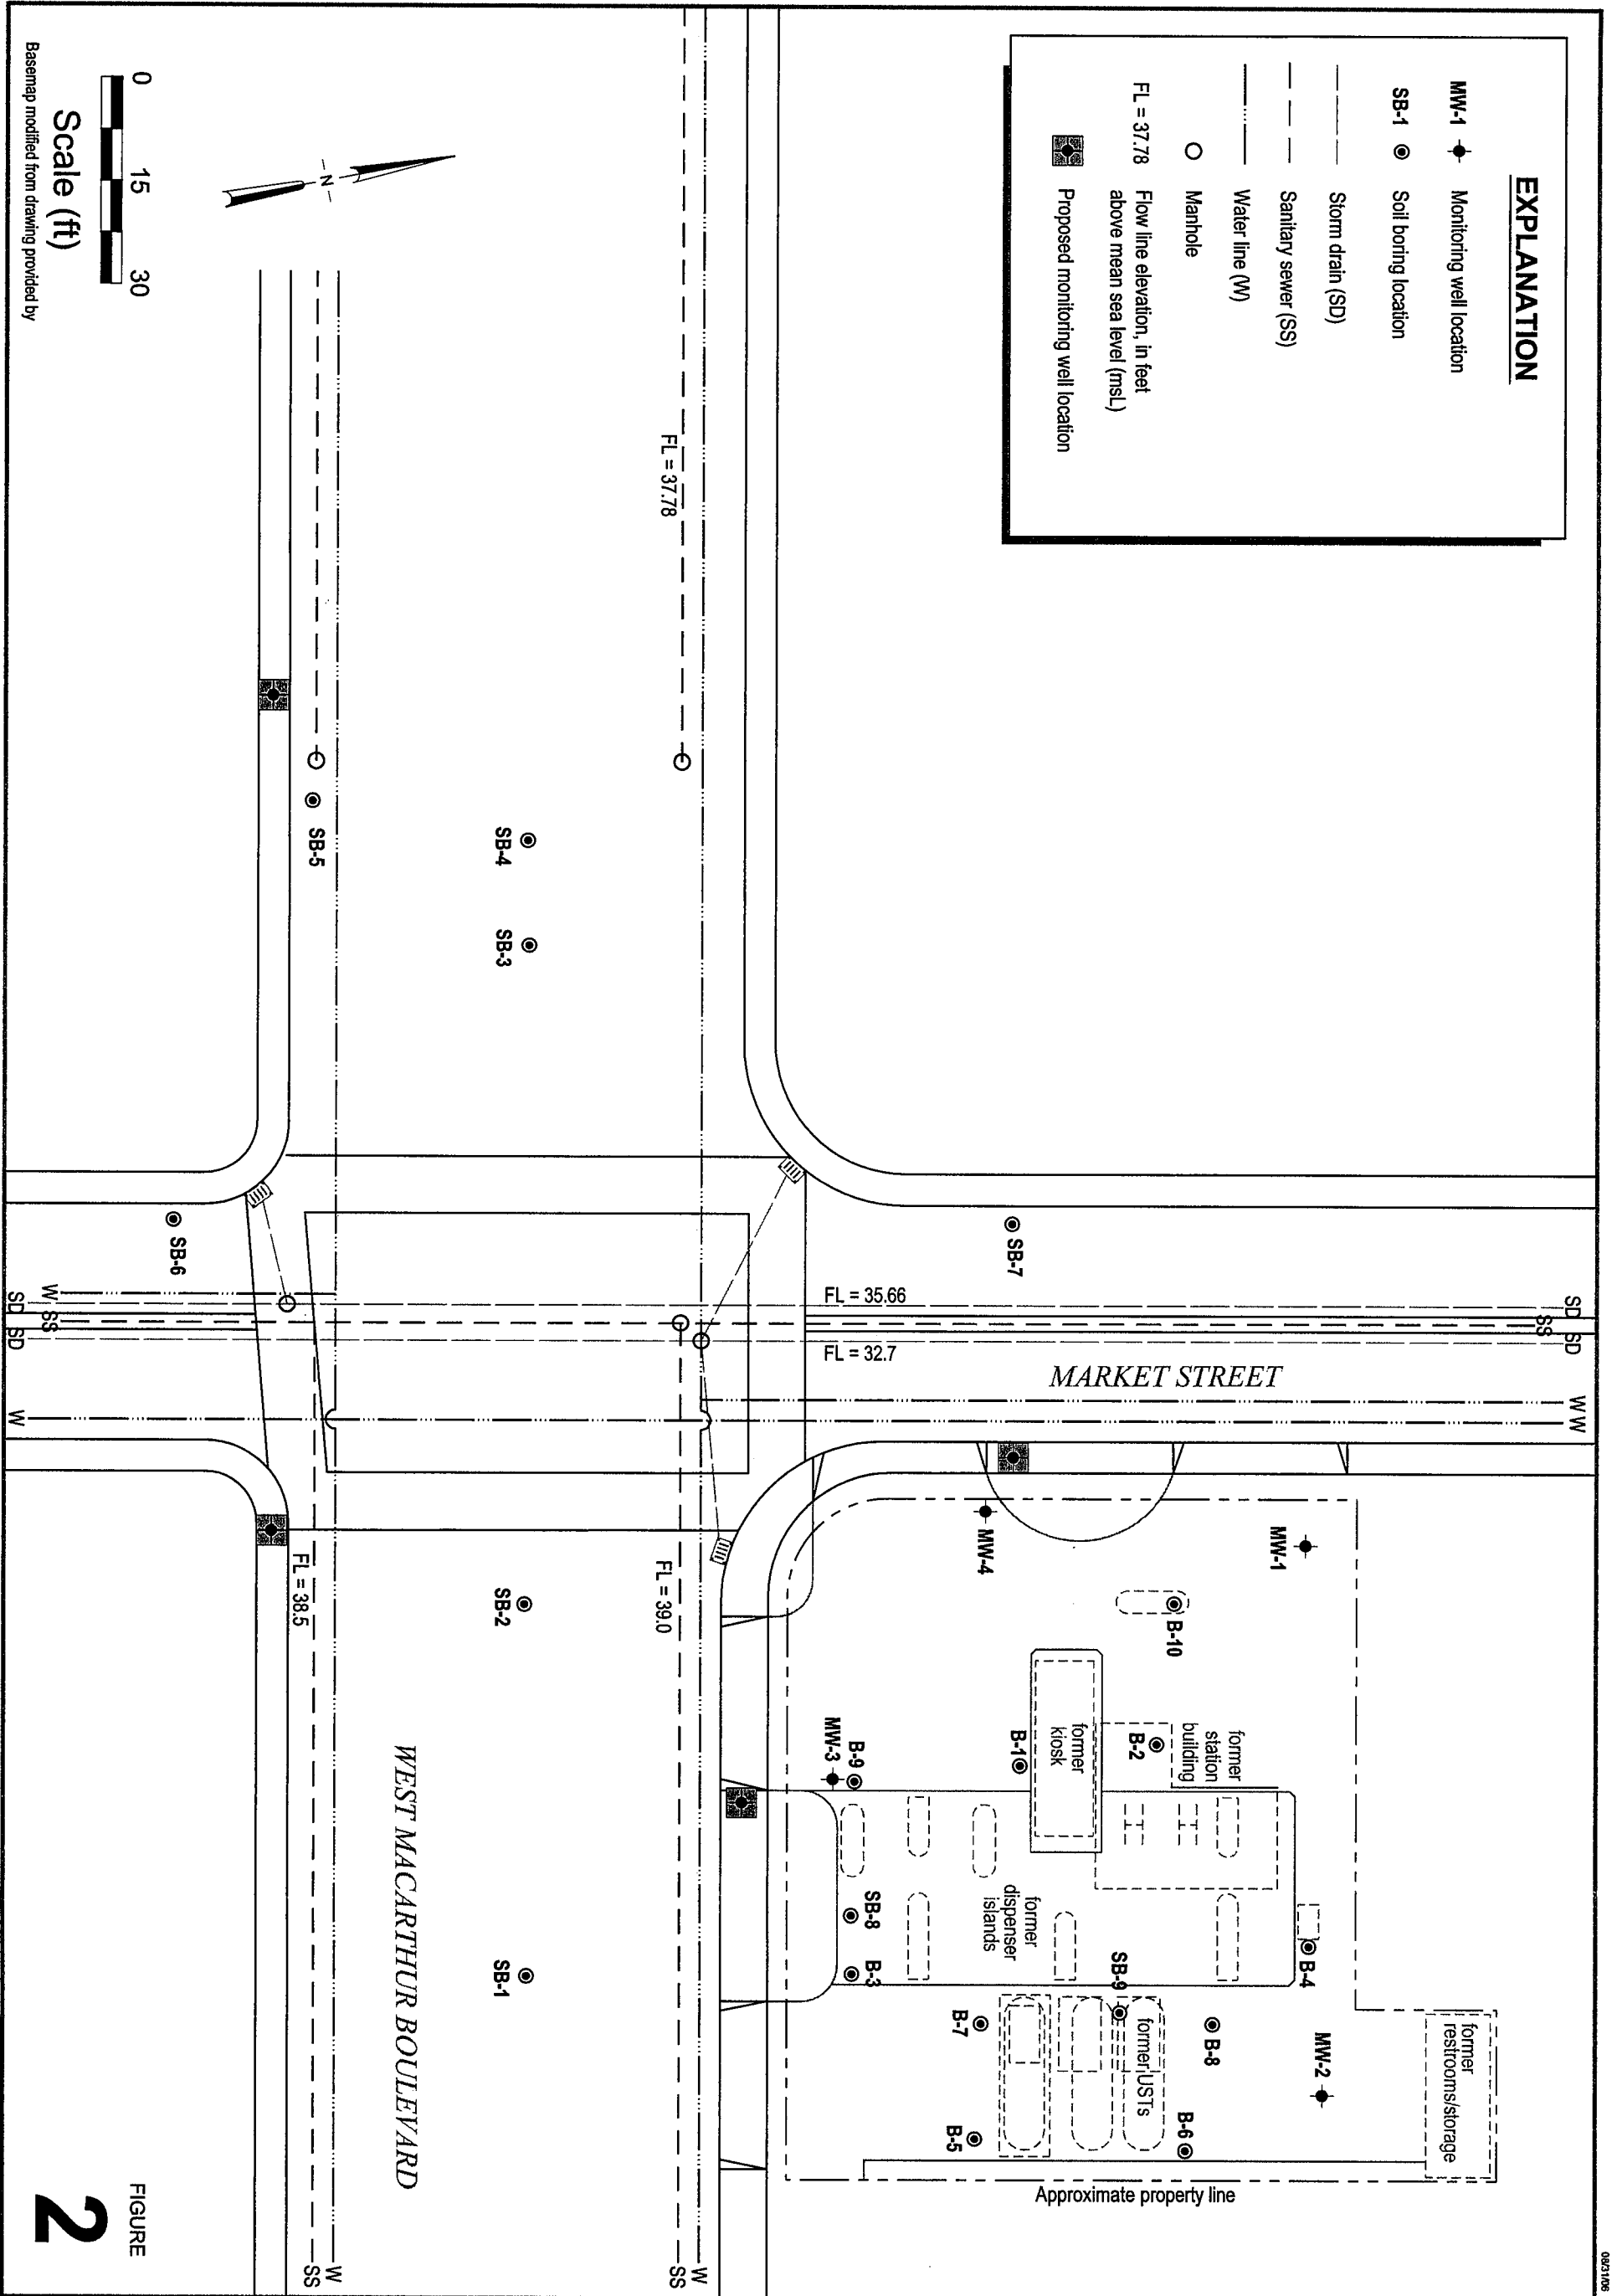 EXPLANATION
MW-1 Monitoring well location
SB-1 Soil boring location
Storm drain (SD)
Sanitary sewer (SS)
Water line (W)
Manhole
FL = 37.78 Flow line elevation, in feet
above mean sea level (msL)
Proposed monitoring well location
08/31/06
SD
SS
SD
W W
MARKET STREET
FL = 35.66
FL = 32.7
SB-7
former
restrooms/storage
MW-1
MW-2
B-4
B-10
B-8
B-6
former
station
building
B-2
former
kiosk
B-1
SB-9
former USTs
former
dispenser
islands
MW-4
B-7
B-5
B-9
MW-3
SB-8
B-3
Approximate property line
FL = 37.78
FL = 39.0
W
SS
SB-4
SB-3
SB-2
SB-1
WEST MACARTHUR BOULEVARD
SB-5
FL = 38.5
W
SS
SB-6
W
SS
SD
SD
W
N
0 15 30
Scale (ft)
Basemap modified from drawing provided by
FIGURE
2